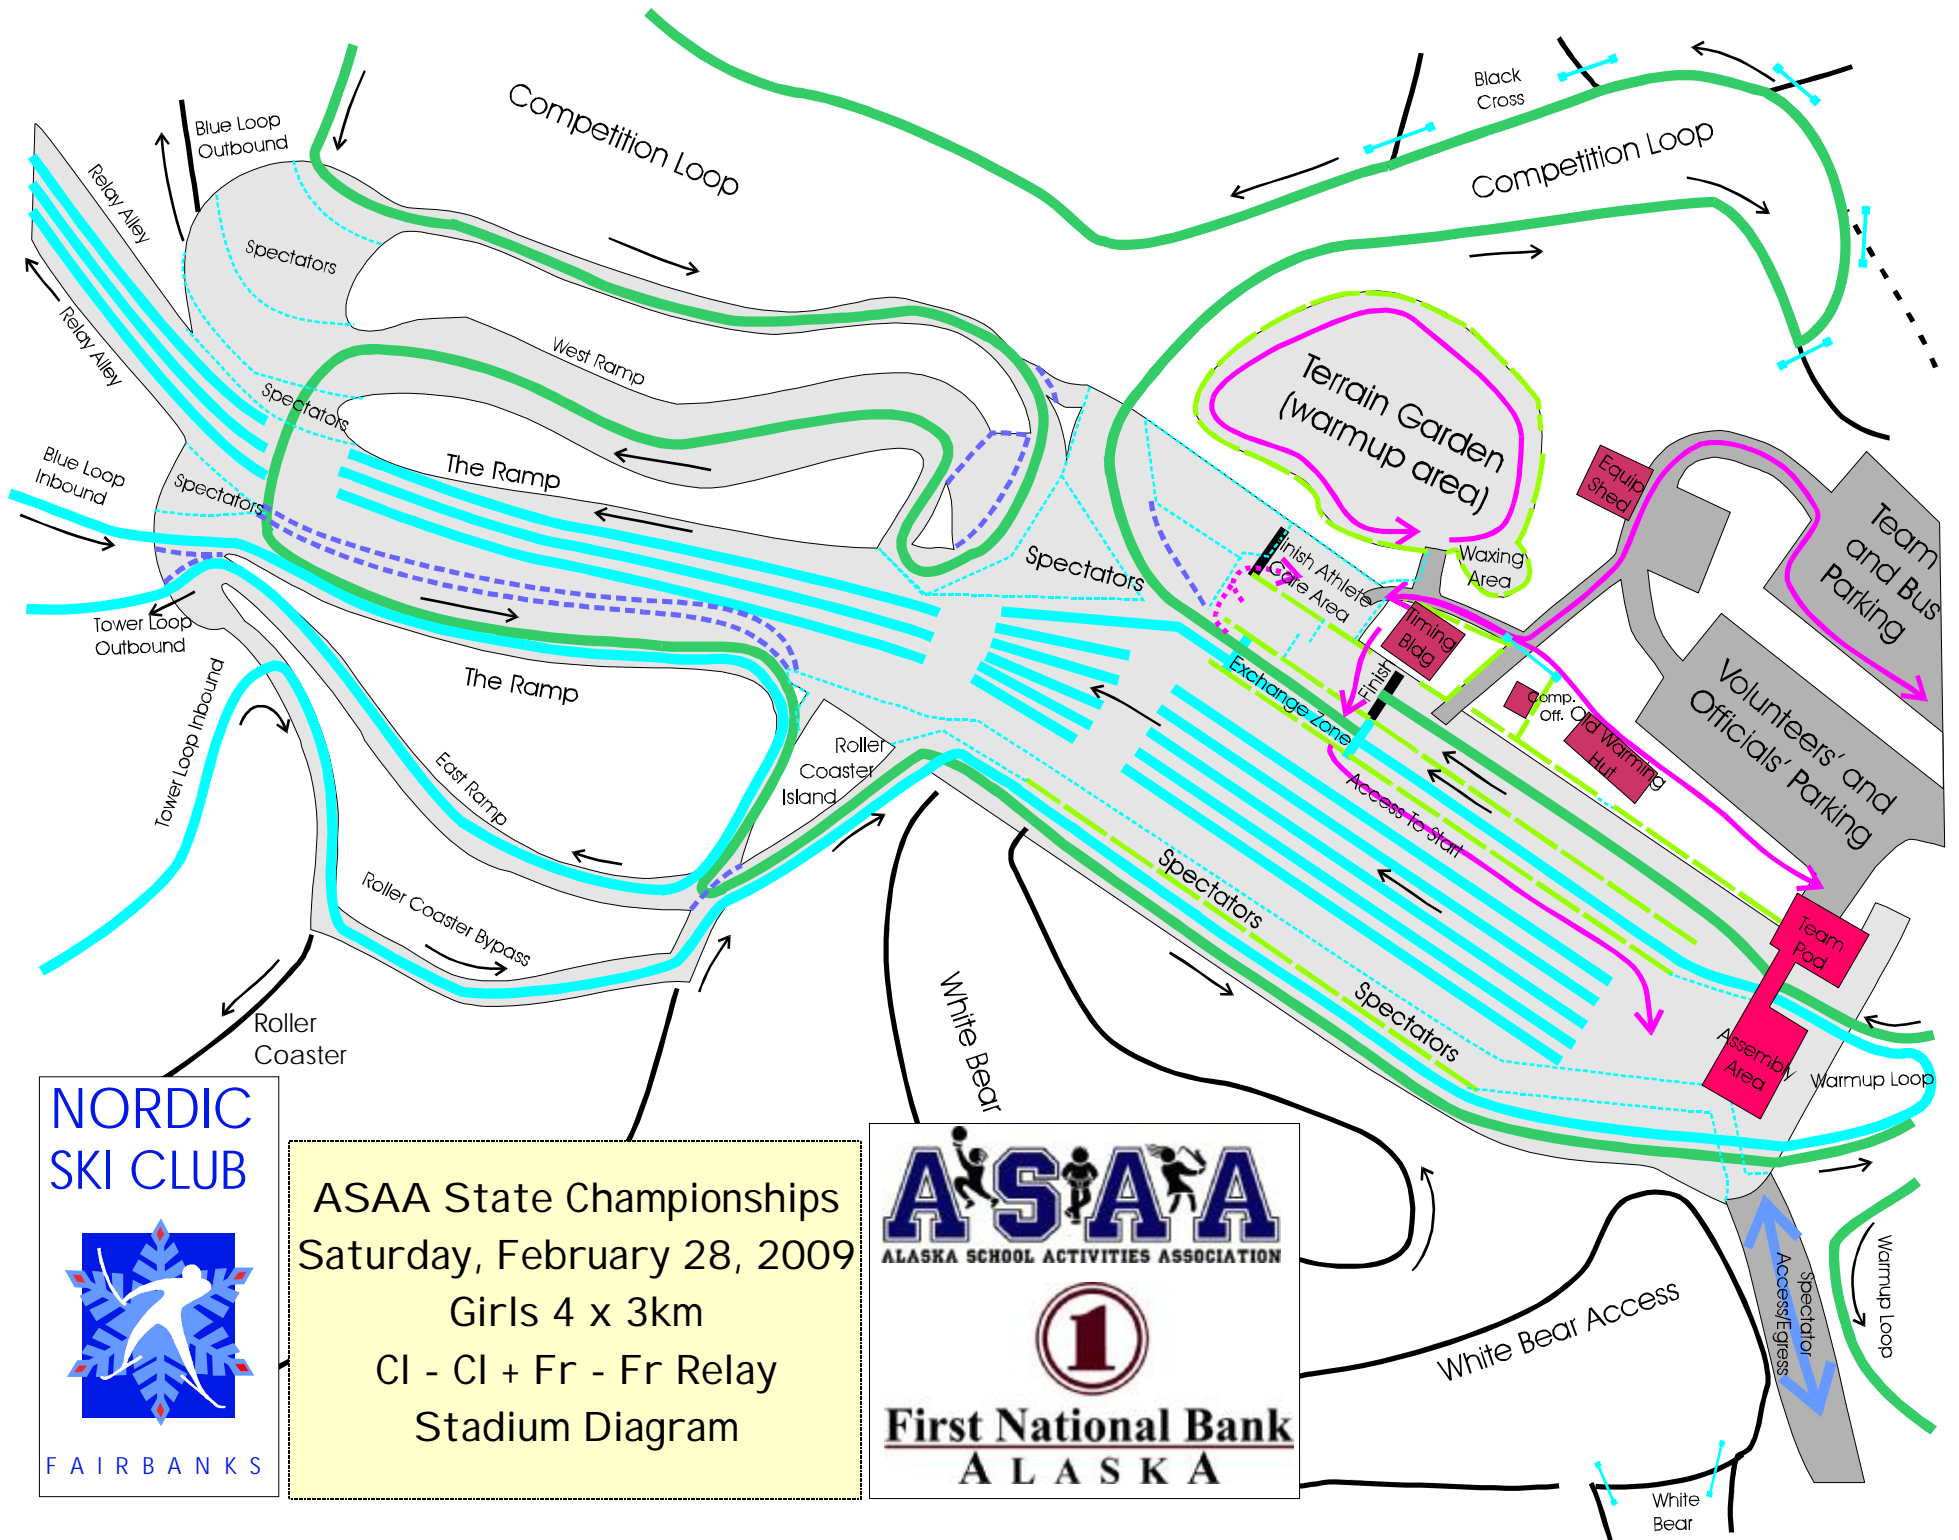 Competition Loop
Black
Cross
Competition Loop
Blue Loop
Outbound
Relay Alley
Spectators
Relay Alley
West Ramp
Spectators
Terrain Garden
(warmup area)
Blue Loop
Inbound
Spectators
The Ramp
Equip
Shed
Team
and Bus
Parking
Waxing
Area
Spectators
Finish Athlete
Care Area
Timing
Bldg
Tower Loop
Outbound
The Ramp
Exchange Zone
Finish
Comp.
Off.
Old Warming
Hut
Volunteers' and
Officials' Parking
Tower Loop Inbound
East Ramp
Roller
Coaster
Island
Access To Start
Spectators
Roller Coaster Bypass
Team
Pod
Spectators
White Bear
Roller
Coaster
Assembly
Area
Warmup Loop
NORDIC
SKI CLUB
FAIRBANKS
ASAA State Championships
Saturday, February 28, 2009
Girls 4 x 3km
Cl - Cl + Fr - Fr Relay
Stadium Diagram
ASAA
ALASKA SCHOOL ACTIVITIES ASSOCIATION
1
First National Bank
ALASKA
White Bear Access
Spectator
Access/Egress
Warmup Loop
White
Bear